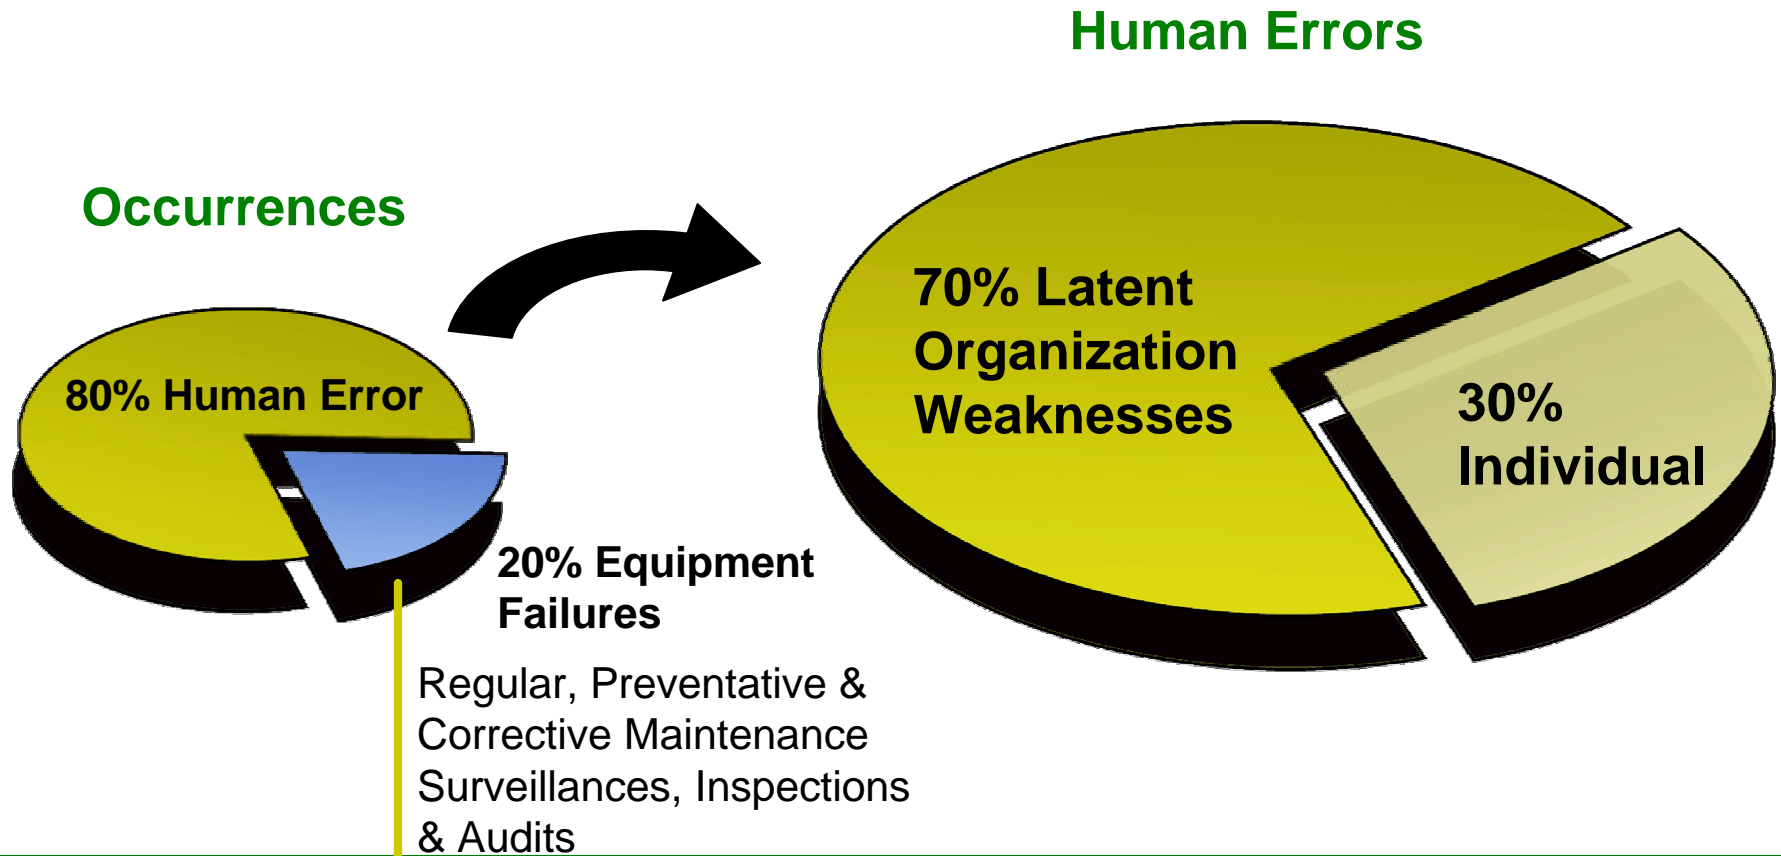 Human Errors
Occurrences
80% Human Error
20% Equipment
Failures
Regular, Preventative &
Corrective Maintenance
Surveillances, Inspections
& Audits
70% Latent
Organization
Weaknesses
30%
Individual